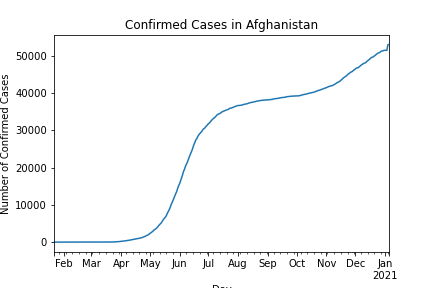 Confirmed Cases in Afghanistan
Number of Confirmed Cases
50000
40000
30000
20000
10000
0
Feb Mar Apr May Jun Jul Aug Sep Oct Nov Dec Jan
2021